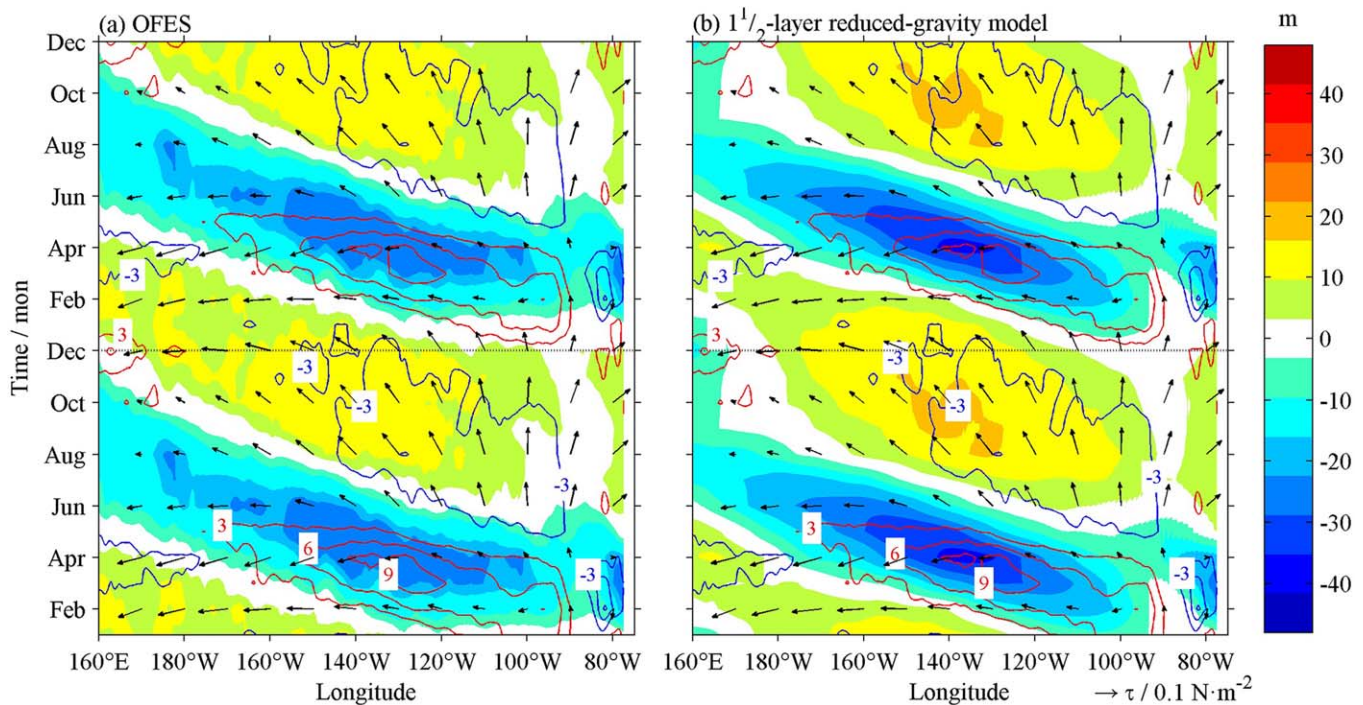 (a) OFES
(b) 1¹/₂-layer reduced-gravity model
m
Dec
Oct
Aug
Jun
Apr
Feb
Dec
Oct
Aug
Jun
Apr
Feb
Time / mon
-3
3
-3
-3
-3
3
6
9
-3
-3
3
-3
-3
-3
3
6
9
-3
40
30
20
10
0
-10
-20
-30
-40
160°E 180°W 160°W 140°W 120°W 100°W 80°W
160°E 180°W 160°W 140°W 120°W 100°W 80°W
Longitude
Longitude
→ τ / 0.1 N·m⁻²